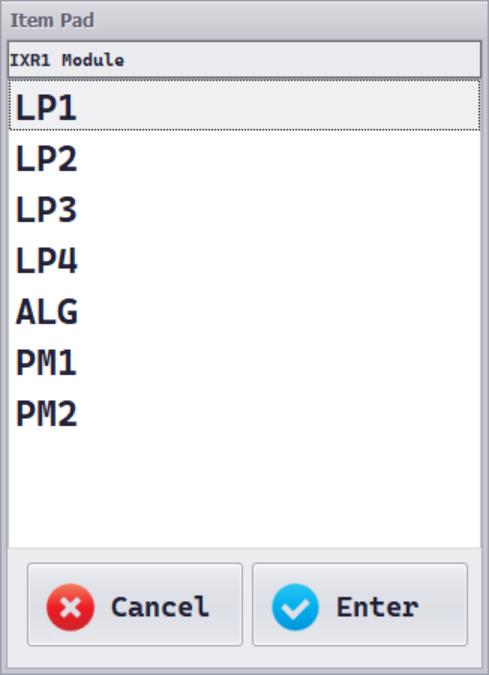 Item Pad
IXR1 Module
LP1
LP2
LP3
LP4
ALG
PM1
PM2
Cancel
Enter